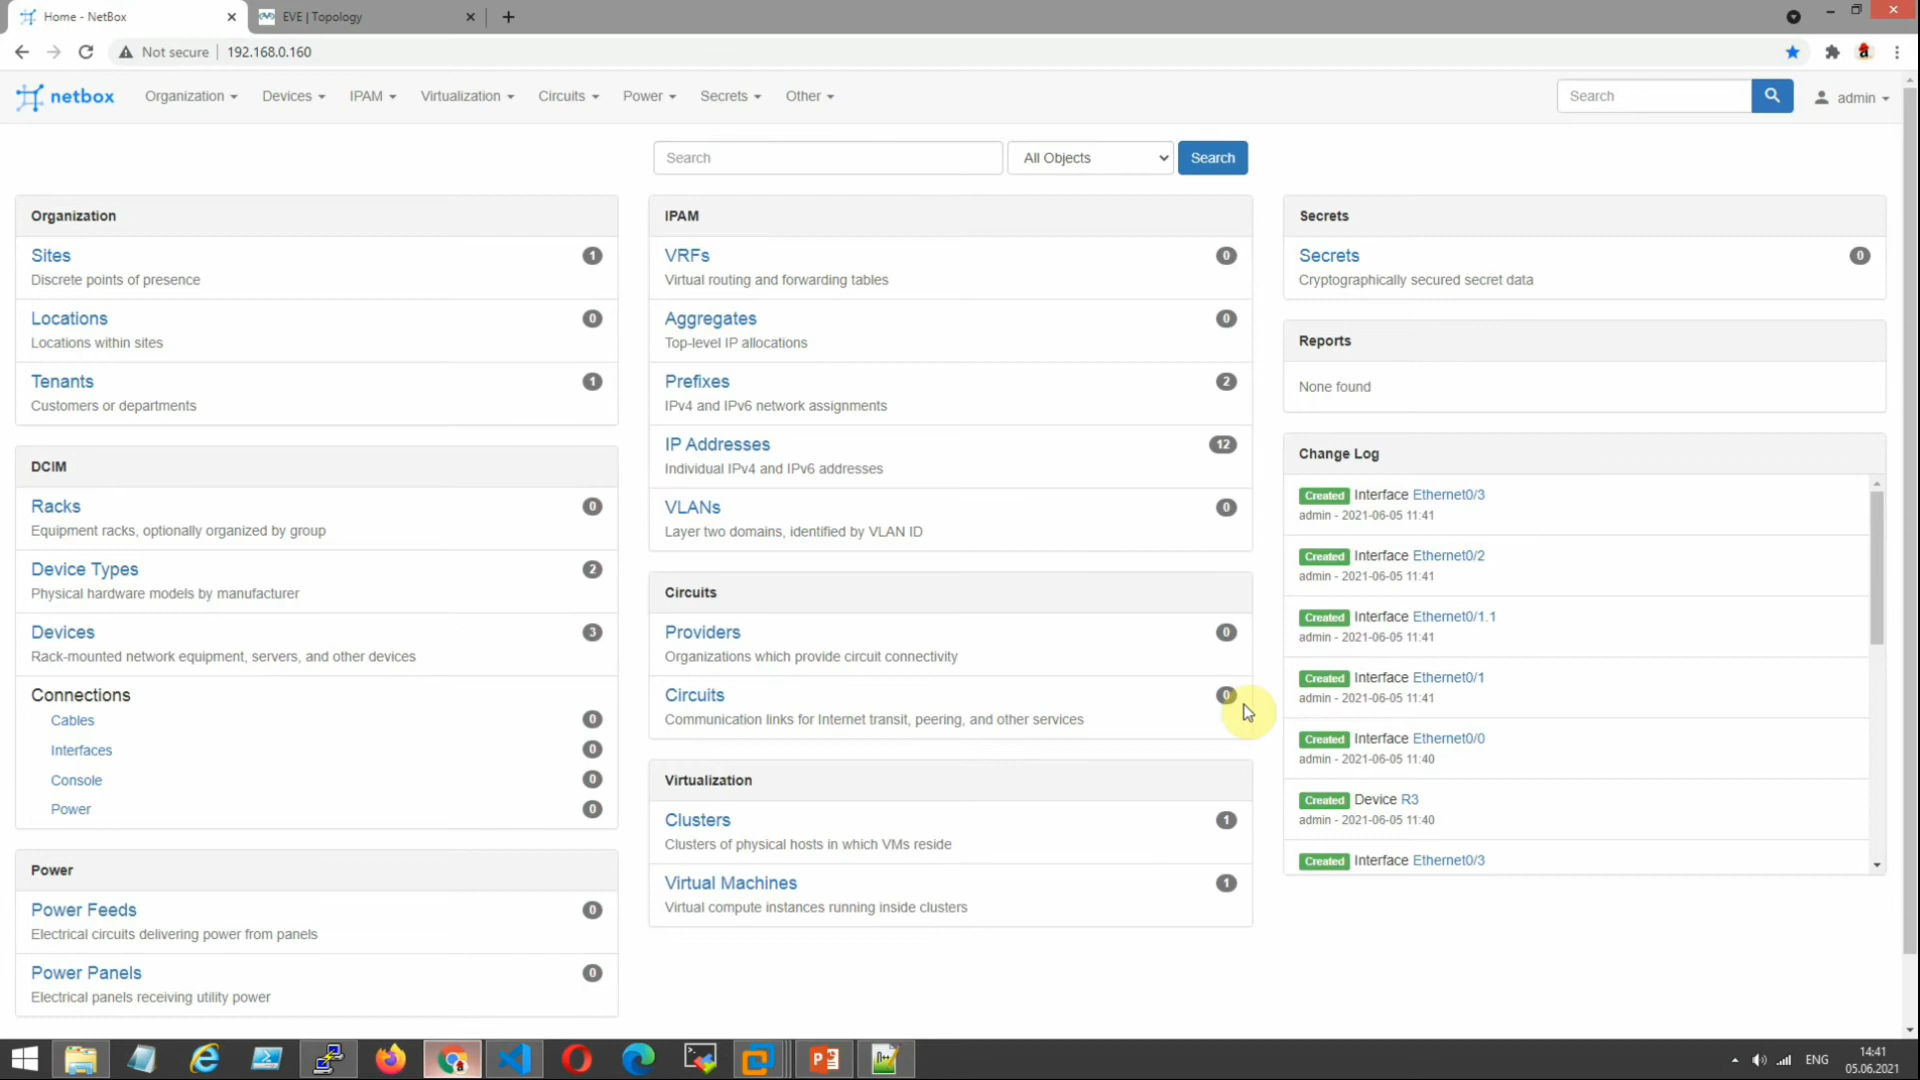 Home - NetBox
EVE | Topology
Not secure
192.168.0.160
netbox
Organization
Devices
IPAM
Virtualization
Circuits
Power
Secrets
Other
Search
admin
Search
All Objects
Search
Organization
Sites
1
Discrete points of presence
Locations
0
Locations within sites
Tenants
1
Customers or departments
DCIM
Racks
0
Equipment racks, optionally organized by group
Device Types
2
Physical hardware models by manufacturer
Devices
3
Rack-mounted network equipment, servers, and other devices
Connections
Cables
0
Interfaces
0
Console
0
Power
0
Power
Power Feeds
0
Electrical circuits delivering power from panels
Power Panels
0
Electrical panels receiving utility power
IPAM
VRFs
0
Virtual routing and forwarding tables
Aggregates
0
Top-level IP allocations
Prefixes
2
IPv4 and IPv6 network assignments
IP Addresses
12
Individual IPv4 and IPv6 addresses
VLANs
0
Layer two domains, identified by VLAN ID
Circuits
Providers
0
Organizations which provide circuit connectivity
Circuits
0
Communication links for Internet transit, peering, and other services
Virtualization
Clusters
1
Clusters of physical hosts in which VMs reside
Virtual Machines
1
Virtual compute instances running inside clusters
Secrets
Secrets
0
Cryptographically secured secret data
Reports
None found
Change Log
Created Interface Ethernet0/3
admin - 2021-06-05 11:41
Created Interface Ethernet0/2
admin - 2021-06-05 11:41
Created Interface Ethernet0/1.1
admin - 2021-06-05 11:41
Created Interface Ethernet0/1
admin - 2021-06-05 11:41
Created Interface Ethernet0/0
admin - 2021-06-05 11:40
Created Device R3
admin - 2021-06-05 11:40
Created Interface Ethernet0/3
ENG
14:41
05.06.2021